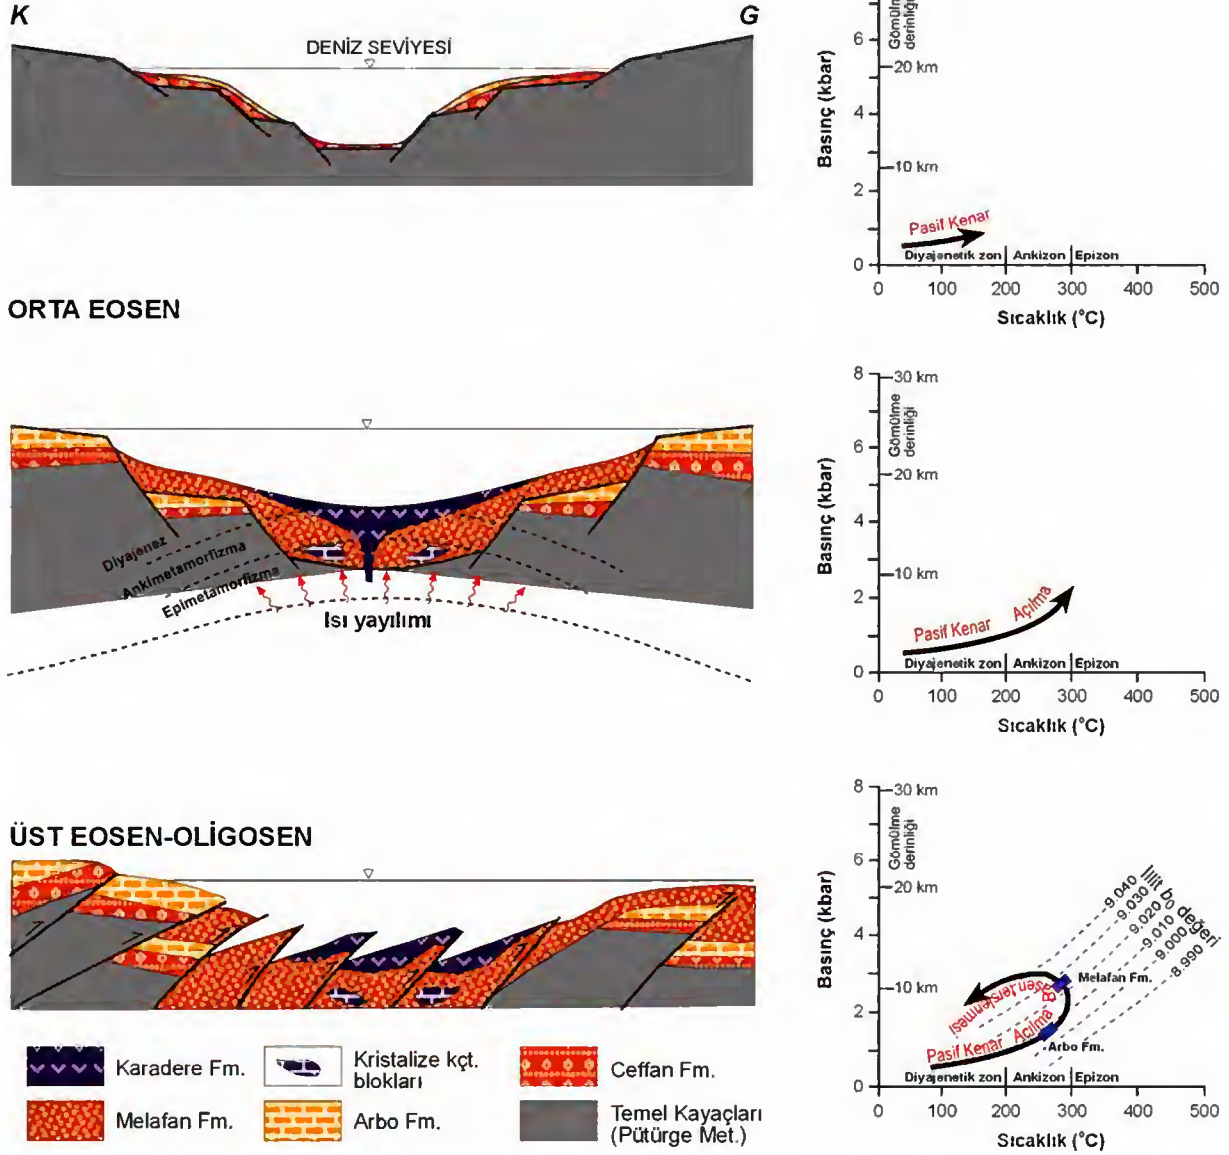 K
G
DENİZ SEVİYESİ
6
4
2
0
Gömülme
derinliği
20 km
10 km
Basınç (kbar)
Pasif Kenar
Diyajenetik zon
Ankizon
Epizon
0 100 200 300 400 500
Sıcaklık (°C)
ORTA EOSEN
Diyajenez
Ankimetamorfizma
Epimetamorfizma
Isı yayılımı
8
6
4
2
0
30 km
Gömülme
derinliği
20 km
10 km
Basınç (kbar)
Pasif Kenar
Açılma
Diyajenetik zon
Ankizon
Epizon
0 100 200 300 400 500
Sıcaklık (°C)
ÜST EOSEN-OLİGOSEN
8
6
4
2
0
30 km
Gömülme
derinliği
20 km
10 km
Basınç (kbar)
9.040
9.030
9.020
9.010
9.000
8.990
İllit b₀ değeri
Melafan Fm.
Basen terslenmesi
Pasif Kenar
Açılma
Arbo Fm.
Diyajenetik zon
Ankizon
Epizon
0 100 200 300 400 500
Sıcaklık (°C)
Karadere Fm.
Kristalize kçt.
blokları
Ceffan Fm.
Melafan Fm.
Arbo Fm.
Temel Kayaçları
(Pütürge Met.)